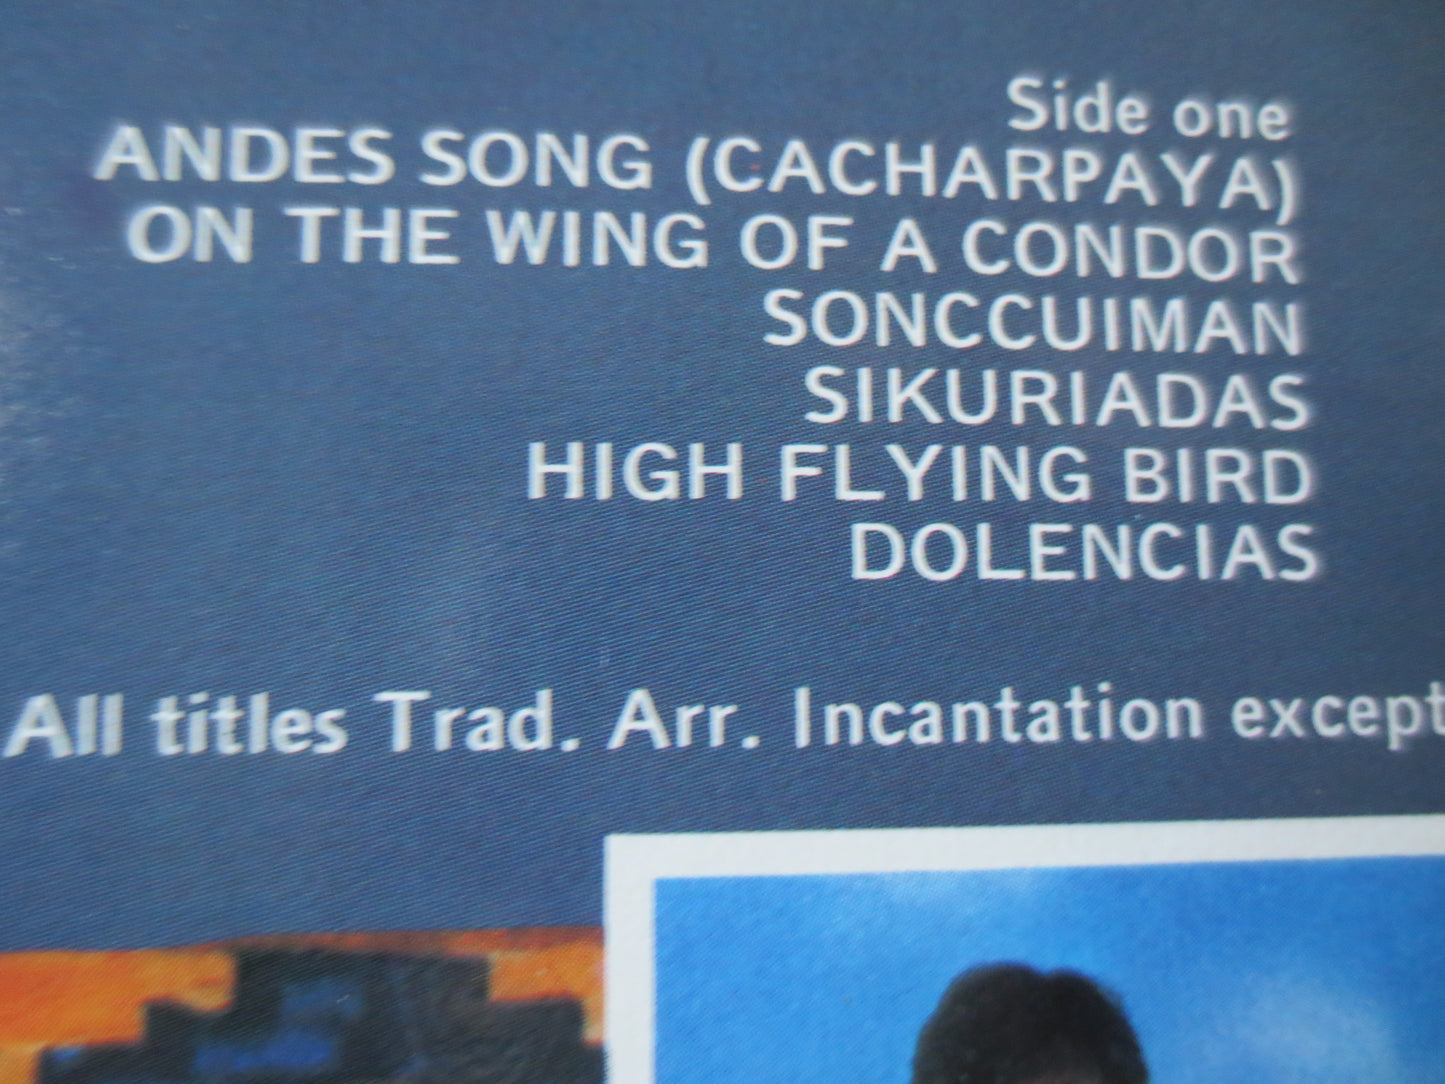 Side one
ANDES SONG (CACHARPAYA)
ON THE WING OF A CONDOR
SONCCUIMAN
SIKURIADAS
HIGH FLYING BIRD
DOLENCIAS
All titles Trad. Arr. Incantation except